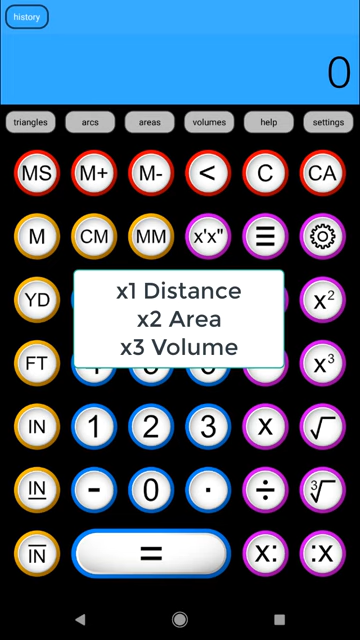 history
0
triangles arcs areas volumes help settings
MS M+ M- < C CA
M CM MM x'x" ☰
YD x²
x1 Distance
x2 Area
x3 Volume
FT x³
IN 1 2 3 x √
IN - 0 . ÷ ³√
IN = x: :x